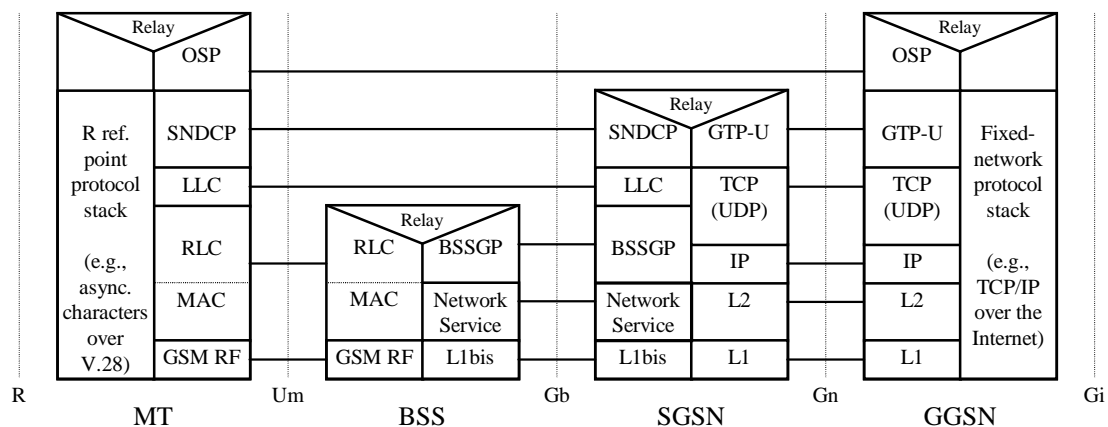 Relay
OSP
R ref.
point
protocol
stack
(e.g.,
async.
characters
over
V.28)
SNDCP
LLC
RLC
MAC
GSM RF
Relay
RLC
MAC
GSM RF
BSSGP
Network
Service
L1bis
Relay
SNDCP
LLC
BSSGP
Network
Service
L1bis
GTP-U
TCP
(UDP)
IP
L2
L1
Relay
OSP
GTP-U
TCP
(UDP)
IP
L2
L1
Fixed-
network
protocol
stack
(e.g.,
TCP/IP
over the
Internet)
R
Um
Gb
Gn
Gi
MT
BSS
SGSN
GGSN